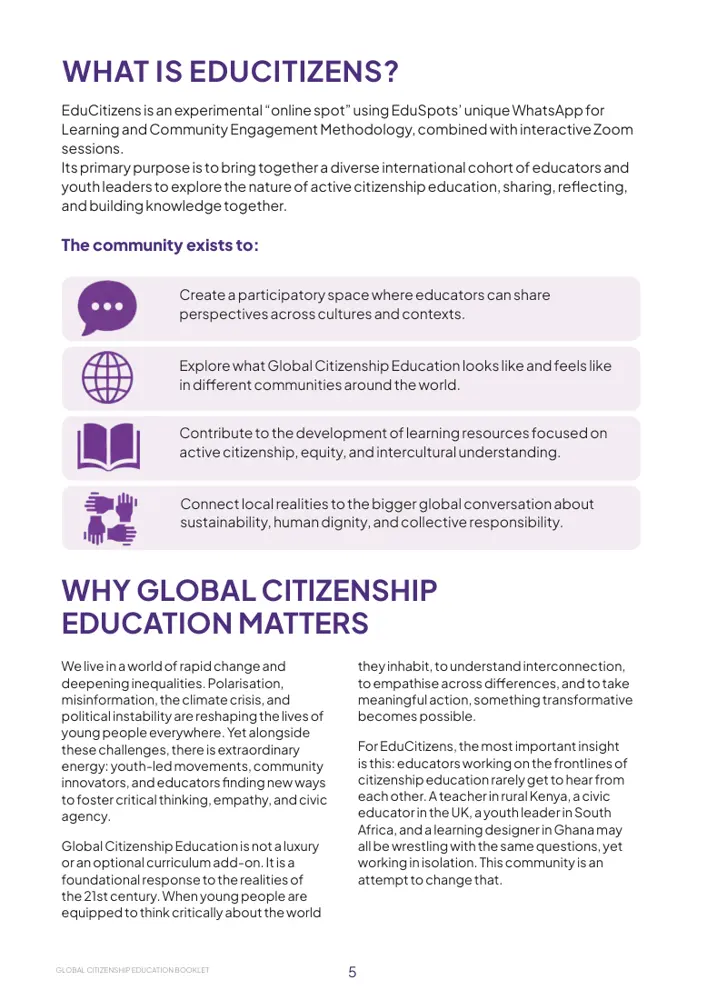 WHAT IS EDUCITIZENS?
EduCitizens is an experimental “online spot” using EduSpots’ unique WhatsApp for
Learning and Community Engagement Methodology, combined with interactive Zoom
sessions.
Its primary purpose is to bring together a diverse international cohort of educators and
youth leaders to explore the nature of active citizenship education, sharing, reflecting,
and building knowledge together.
The community exists to:
Create a participatory space where educators can share
perspectives across cultures and contexts.
Explore what Global Citizenship Education looks like and feels like
in different communities around the world.
Contribute to the development of learning resources focused on
active citizenship, equity, and intercultural understanding.
Connect local realities to the bigger global conversation about
sustainability, human dignity, and collective responsibility.
WHY GLOBAL CITIZENSHIP
EDUCATION MATTERS
We live in a world of rapid change and
deepening inequalities. Polarisation,
misinformation, the climate crisis, and
political instability are reshaping the lives of
young people everywhere. Yet alongside
these challenges, there is extraordinary
energy: youth-led movements, community
innovators, and educators finding new ways
to foster critical thinking, empathy, and civic
agency.
Global Citizenship Education is not a luxury
or an optional curriculum add-on. It is a
foundational response to the realities of
the 21st century. When young people are
equipped to think critically about the world
they inhabit, to understand interconnection,
to empathise across differences, and to take
meaningful action, something transformative
becomes possible.
For EduCitizens, the most important insight
is this: educators working on the frontlines of
citizenship education rarely get to hear from
each other. A teacher in rural Kenya, a civic
educator in the UK, a youth leader in South
Africa, and a learning designer in Ghana may
all be wrestling with the same questions, yet
working in isolation. This community is an
attempt to change that.
GLOBAL CITIZENSHIP EDUCATION BOOKLET
5